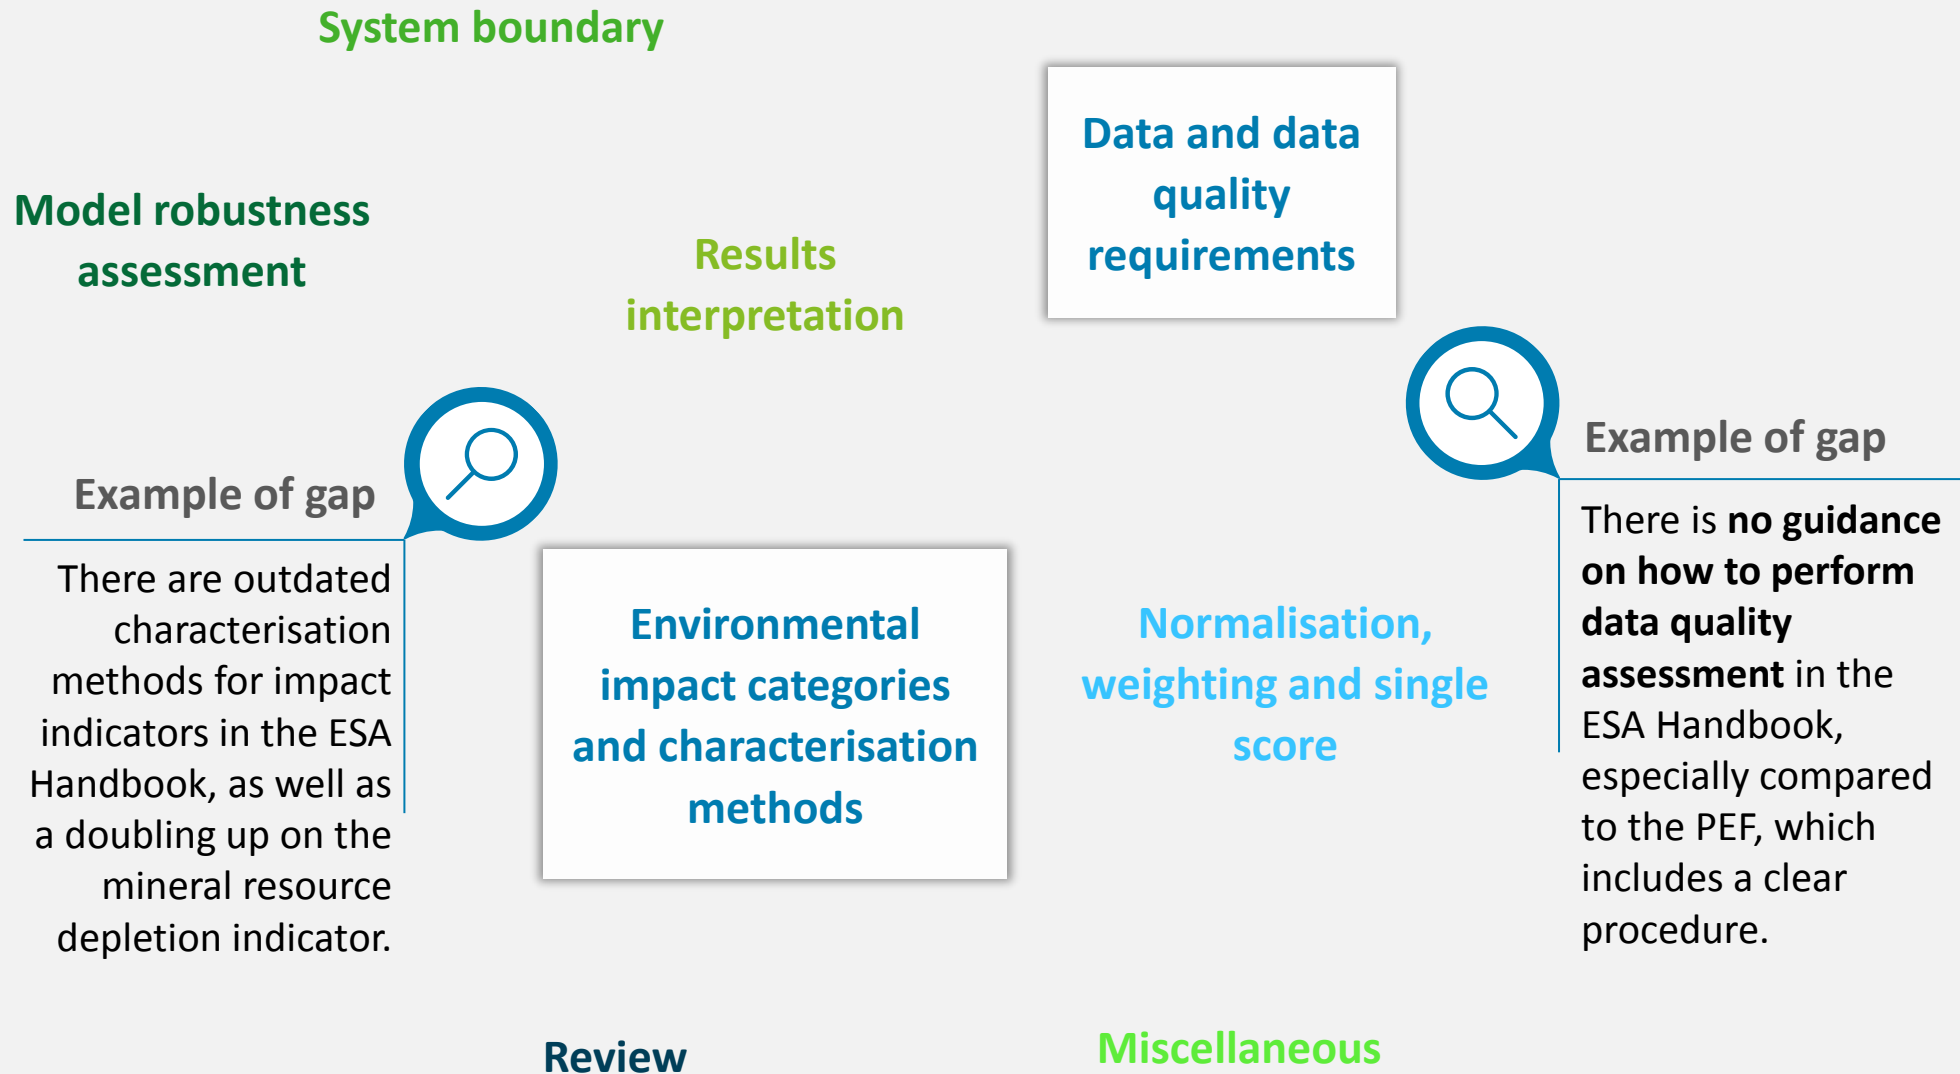 System boundary
Data and data
quality
requirements
Model robustness
assessment
Results
interpretation
Example of gap
There are outdated
characterisation
methods for impact
indicators in the ESA
Handbook, as well as
a doubling up on the
mineral resource
depletion indicator.
Environmental
impact categories
and characterisation
methods
Normalisation,
weighting and single
score
Example of gap
There is no guidance
on how to perform
data quality
assessment in the
ESA Handbook,
especially compared
to the PEF, which
includes a clear
procedure.
Review
Miscellaneous